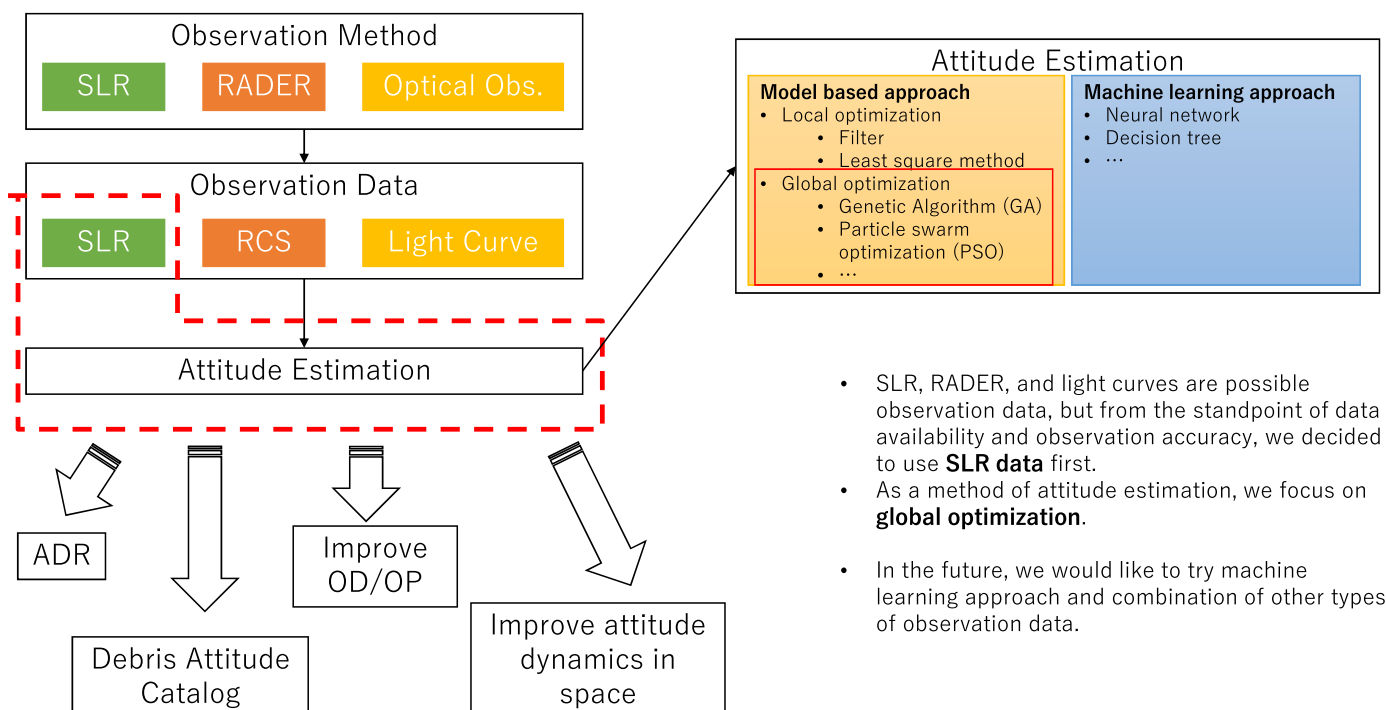 Observation Method
SLR
RADER
Optical Obs.
Observation Data
SLR
RCS
Light Curve
Attitude Estimation
ADR
Debris Attitude
Catalog
Improve
OD/OP
Improve attitude
dynamics in
space
Attitude Estimation
Model based approach
• Local optimization
• Filter
• Least square method
• Global optimization
• Genetic Algorithm (GA)
• Particle swarm
optimization (PSO)
• …
Machine learning approach
• Neural network
• Decision tree
• …
• SLR, RADER, and light curves are possible
observation data, but from the standpoint of data
availability and observation accuracy, we decided
to use SLR data first.
• As a method of attitude estimation, we focus on
global optimization.
• In the future, we would like to try machine
learning approach and combination of other types
of observation data.